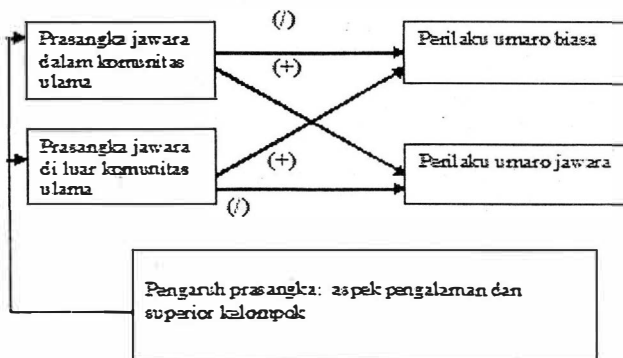 (/)
Prasangka jawara
dalam komunitas
ulama
(+)
Perilaku umaro biasa
Prasangka jawara
di luar komunitas
ulama
(+)
(/)
Perilaku umaro jawara
Pengaruh prasangka: aspek pengalaman dan
superior kelompok